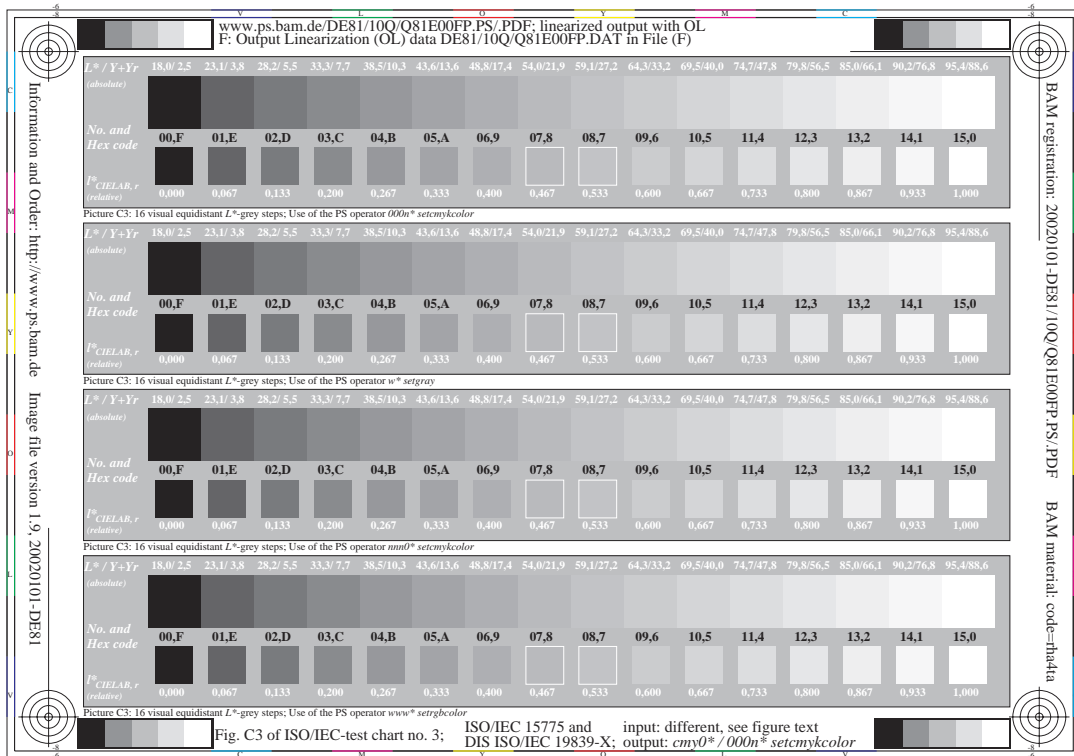 www.ps.bam.de/DE81/10Q/Q81E00FP.PS/.PDF; linearized output with OL
F: Output Linearization (OL) data DE81/10Q/Q81E00FP.DAT in File (F)
-6
-8
-6
-8
V L O Y M C
C
M
Y
O
L
V
Information and Order: http://www.ps.bam.de Image file version 1.9, 20020101-DE81
BAM registration: 20020101-DE81/10Q/Q81E00FP.PS/.PDF BAM material: code=rha4ta
L* / Y+Yr 18,0/ 2,5 23,1/ 3,8 28,2/ 5,5 33,3/ 7,7 38,5/10,3 43,6/13,6 48,8/17,4 54,0/21,9 59,1/27,2 64,3/33,2 69,5/40,0 74,7/47,8 79,8/56,5 85,0/66,1 90,2/76,8 95,4/88,6
(absolute)
No. and
Hex code 00,F 01,E 02,D 03,C 04,B 05,A 06,9 07,8 08,7 09,6 10,5 11,4 12,3 13,2 14,1 15,0
l*CIELAB, r
(relative) 0,000 0,067 0,133 0,200 0,267 0,333 0,400 0,467 0,533 0,600 0,667 0,733 0,800 0,867 0,933 1,000
Picture C3: 16 visual equidistant L*-grey steps; Use of the PS operator 000n* setcmykcolor
L* / Y+Yr 18,0/ 2,5 23,1/ 3,8 28,2/ 5,5 33,3/ 7,7 38,5/10,3 43,6/13,6 48,8/17,4 54,0/21,9 59,1/27,2 64,3/33,2 69,5/40,0 74,7/47,8 79,8/56,5 85,0/66,1 90,2/76,8 95,4/88,6
(absolute)
No. and
Hex code 00,F 01,E 02,D 03,C 04,B 05,A 06,9 07,8 08,7 09,6 10,5 11,4 12,3 13,2 14,1 15,0
l*CIELAB, r
(relative) 0,000 0,067 0,133 0,200 0,267 0,333 0,400 0,467 0,533 0,600 0,667 0,733 0,800 0,867 0,933 1,000
Picture C3: 16 visual equidistant L*-grey steps; Use of the PS operator w* setgray
L* / Y+Yr 18,0/ 2,5 23,1/ 3,8 28,2/ 5,5 33,3/ 7,7 38,5/10,3 43,6/13,6 48,8/17,4 54,0/21,9 59,1/27,2 64,3/33,2 69,5/40,0 74,7/47,8 79,8/56,5 85,0/66,1 90,2/76,8 95,4/88,6
(absolute)
No. and
Hex code 00,F 01,E 02,D 03,C 04,B 05,A 06,9 07,8 08,7 09,6 10,5 11,4 12,3 13,2 14,1 15,0
l*CIELAB, r
(relative) 0,000 0,067 0,133 0,200 0,267 0,333 0,400 0,467 0,533 0,600 0,667 0,733 0,800 0,867 0,933 1,000
Picture C3: 16 visual equidistant L*-grey steps; Use of the PS operator nnn0* setcmykcolor
L* / Y+Yr 18,0/ 2,5 23,1/ 3,8 28,2/ 5,5 33,3/ 7,7 38,5/10,3 43,6/13,6 48,8/17,4 54,0/21,9 59,1/27,2 64,3/33,2 69,5/40,0 74,7/47,8 79,8/56,5 85,0/66,1 90,2/76,8 95,4/88,6
(absolute)
No. and
Hex code 00,F 01,E 02,D 03,C 04,B 05,A 06,9 07,8 08,7 09,6 10,5 11,4 12,3 13,2 14,1 15,0
l*CIELAB, r
(relative) 0,000 0,067 0,133 0,200 0,267 0,333 0,400 0,467 0,533 0,600 0,667 0,733 0,800 0,867 0,933 1,000
Picture C3: 16 visual equidistant L*-grey steps; Use of the PS operator www* setrgbcolor
Fig. C3 of ISO/IEC-test chart no. 3; ISO/IEC 15775 and input: different, see figure text
DIS ISO/IEC 19839-X; output: cmy0* / 000n* setcmykcolor
C M Y O L V